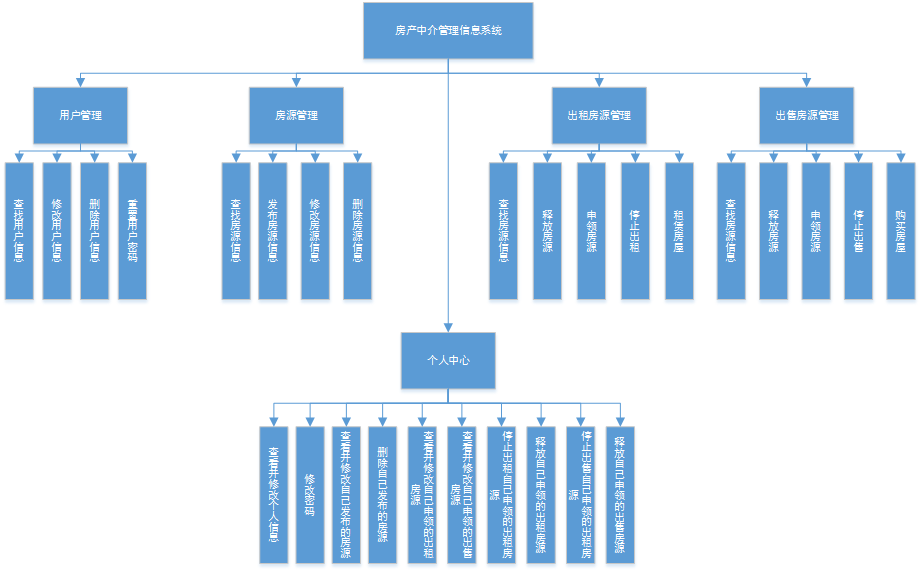 房产中介管理信息系统
用户管理
房源管理
出租房源管理
出售房源管理
查找用户信息
修改用户信息
删除用户信息
重置用户密码
查找房源信息
发布房源信息
修改房源信息
删除房源信息
查找房源信息
释放房源
申领房源
停止出租
租赁房屋
查找房源信息
释放房源
申领房源
停止出售
购买房屋
个人中心
查看并修改个人信息
修改密码
查看并修改自己发布的房源
删除自己发布的房源
查看并修改自己申领的出租
房源
查看并修改自己申领的出售
房源
停止出租自己申领的出租房
源
释放自己申领的出租房源
停止出售自己申领的出租房
源
释放自己申领的出售房源